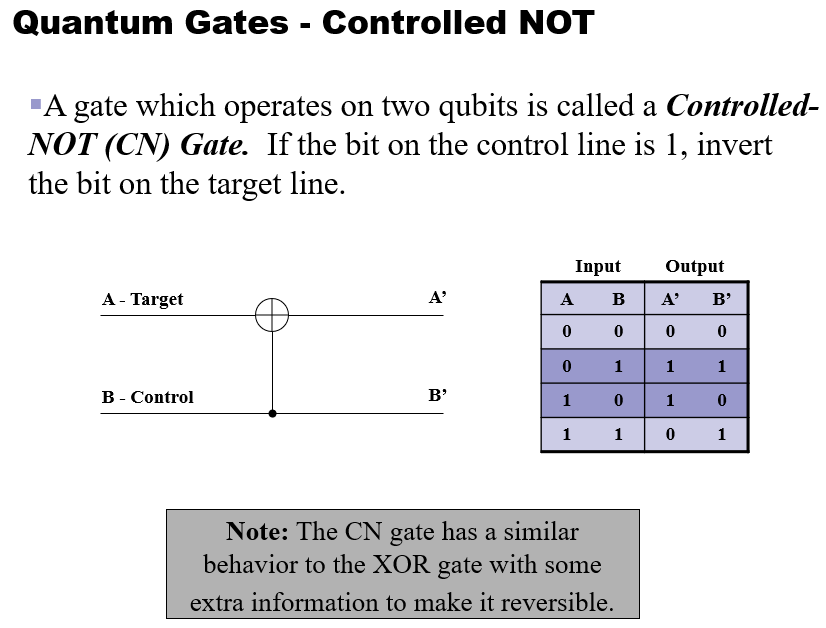 Quantum Gates - Controlled NOT
▪A gate which operates on two qubits is called a Controlled-
NOT (CN) Gate.  If the bit on the control line is 1, invert
the bit on the target line.
Input Output
A - Target A’
A B A’ B’
0 0 0 0
0 1 1 1
B - Control B’
1 0 1 0
1 1 0 1
Note: The CN gate has a similar
behavior to the XOR gate with some
extra information to make it reversible.